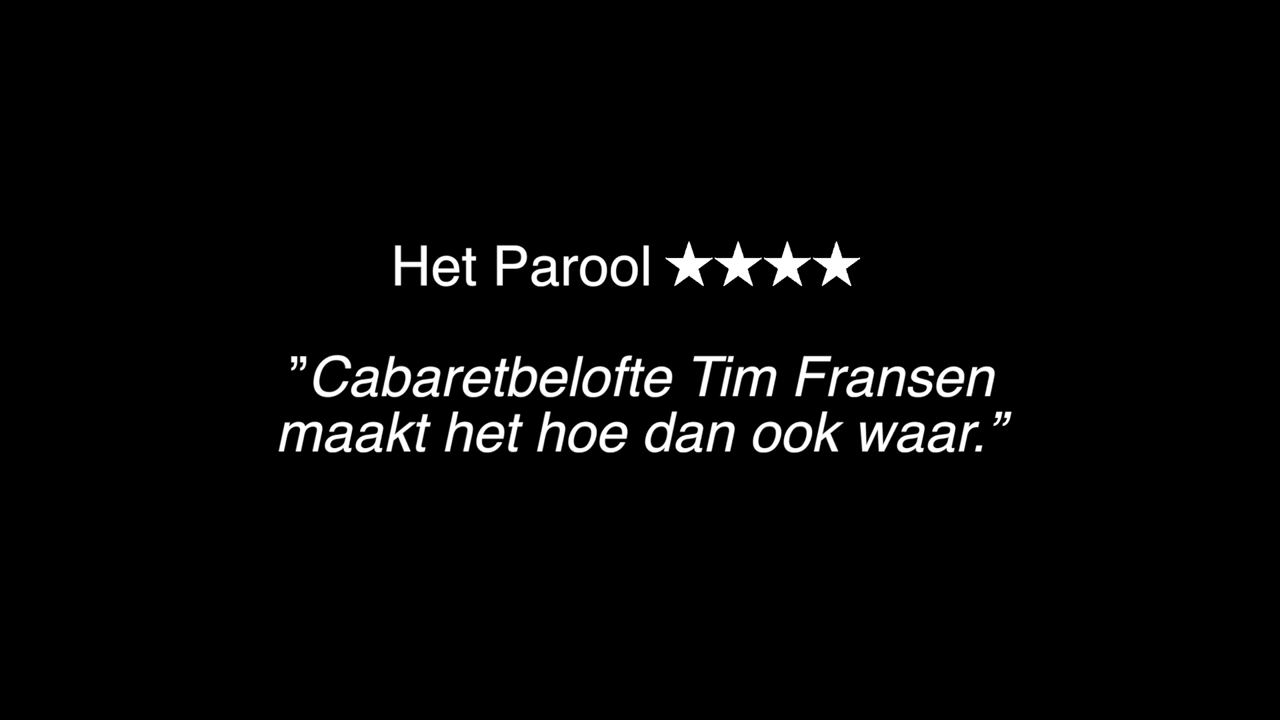 Het Parool ★★★★
”Cabaretbelofte Tim Fransen
maakt het hoe dan ook waar.”